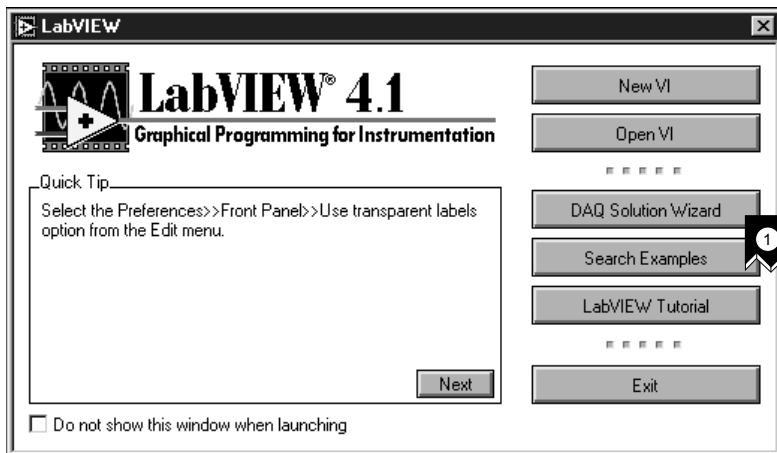 LabVIEW
LabVIEW® 4.1
Graphical Programming for Instrumentation
Quick Tip
Select the Preferences>>Front Panel>>Use transparent labels
option from the Edit menu.
Next
Do not show this window when launching
New VI
Open VI
DAQ Solution Wizard
1
Search Examples
LabVIEW Tutorial
Exit